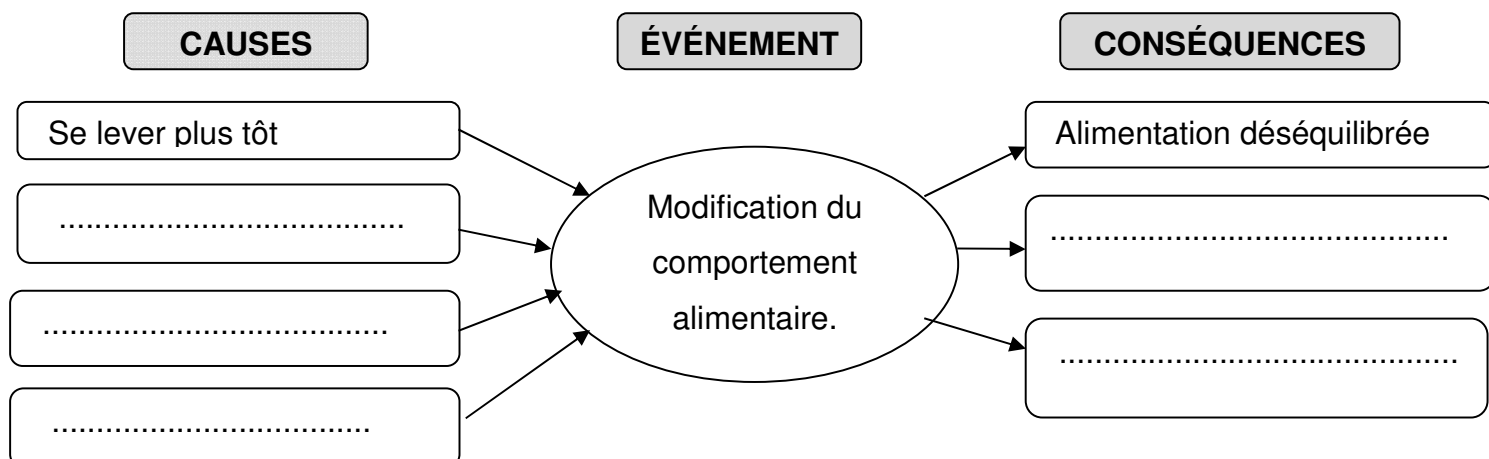 CAUSES
ÉVÉNEMENT
CONSÉQUENCES
Se lever plus tôt
.......................................
.......................................
....................................
Modification du
comportement
alimentaire.
Alimentation déséquilibrée
.............................................
.............................................